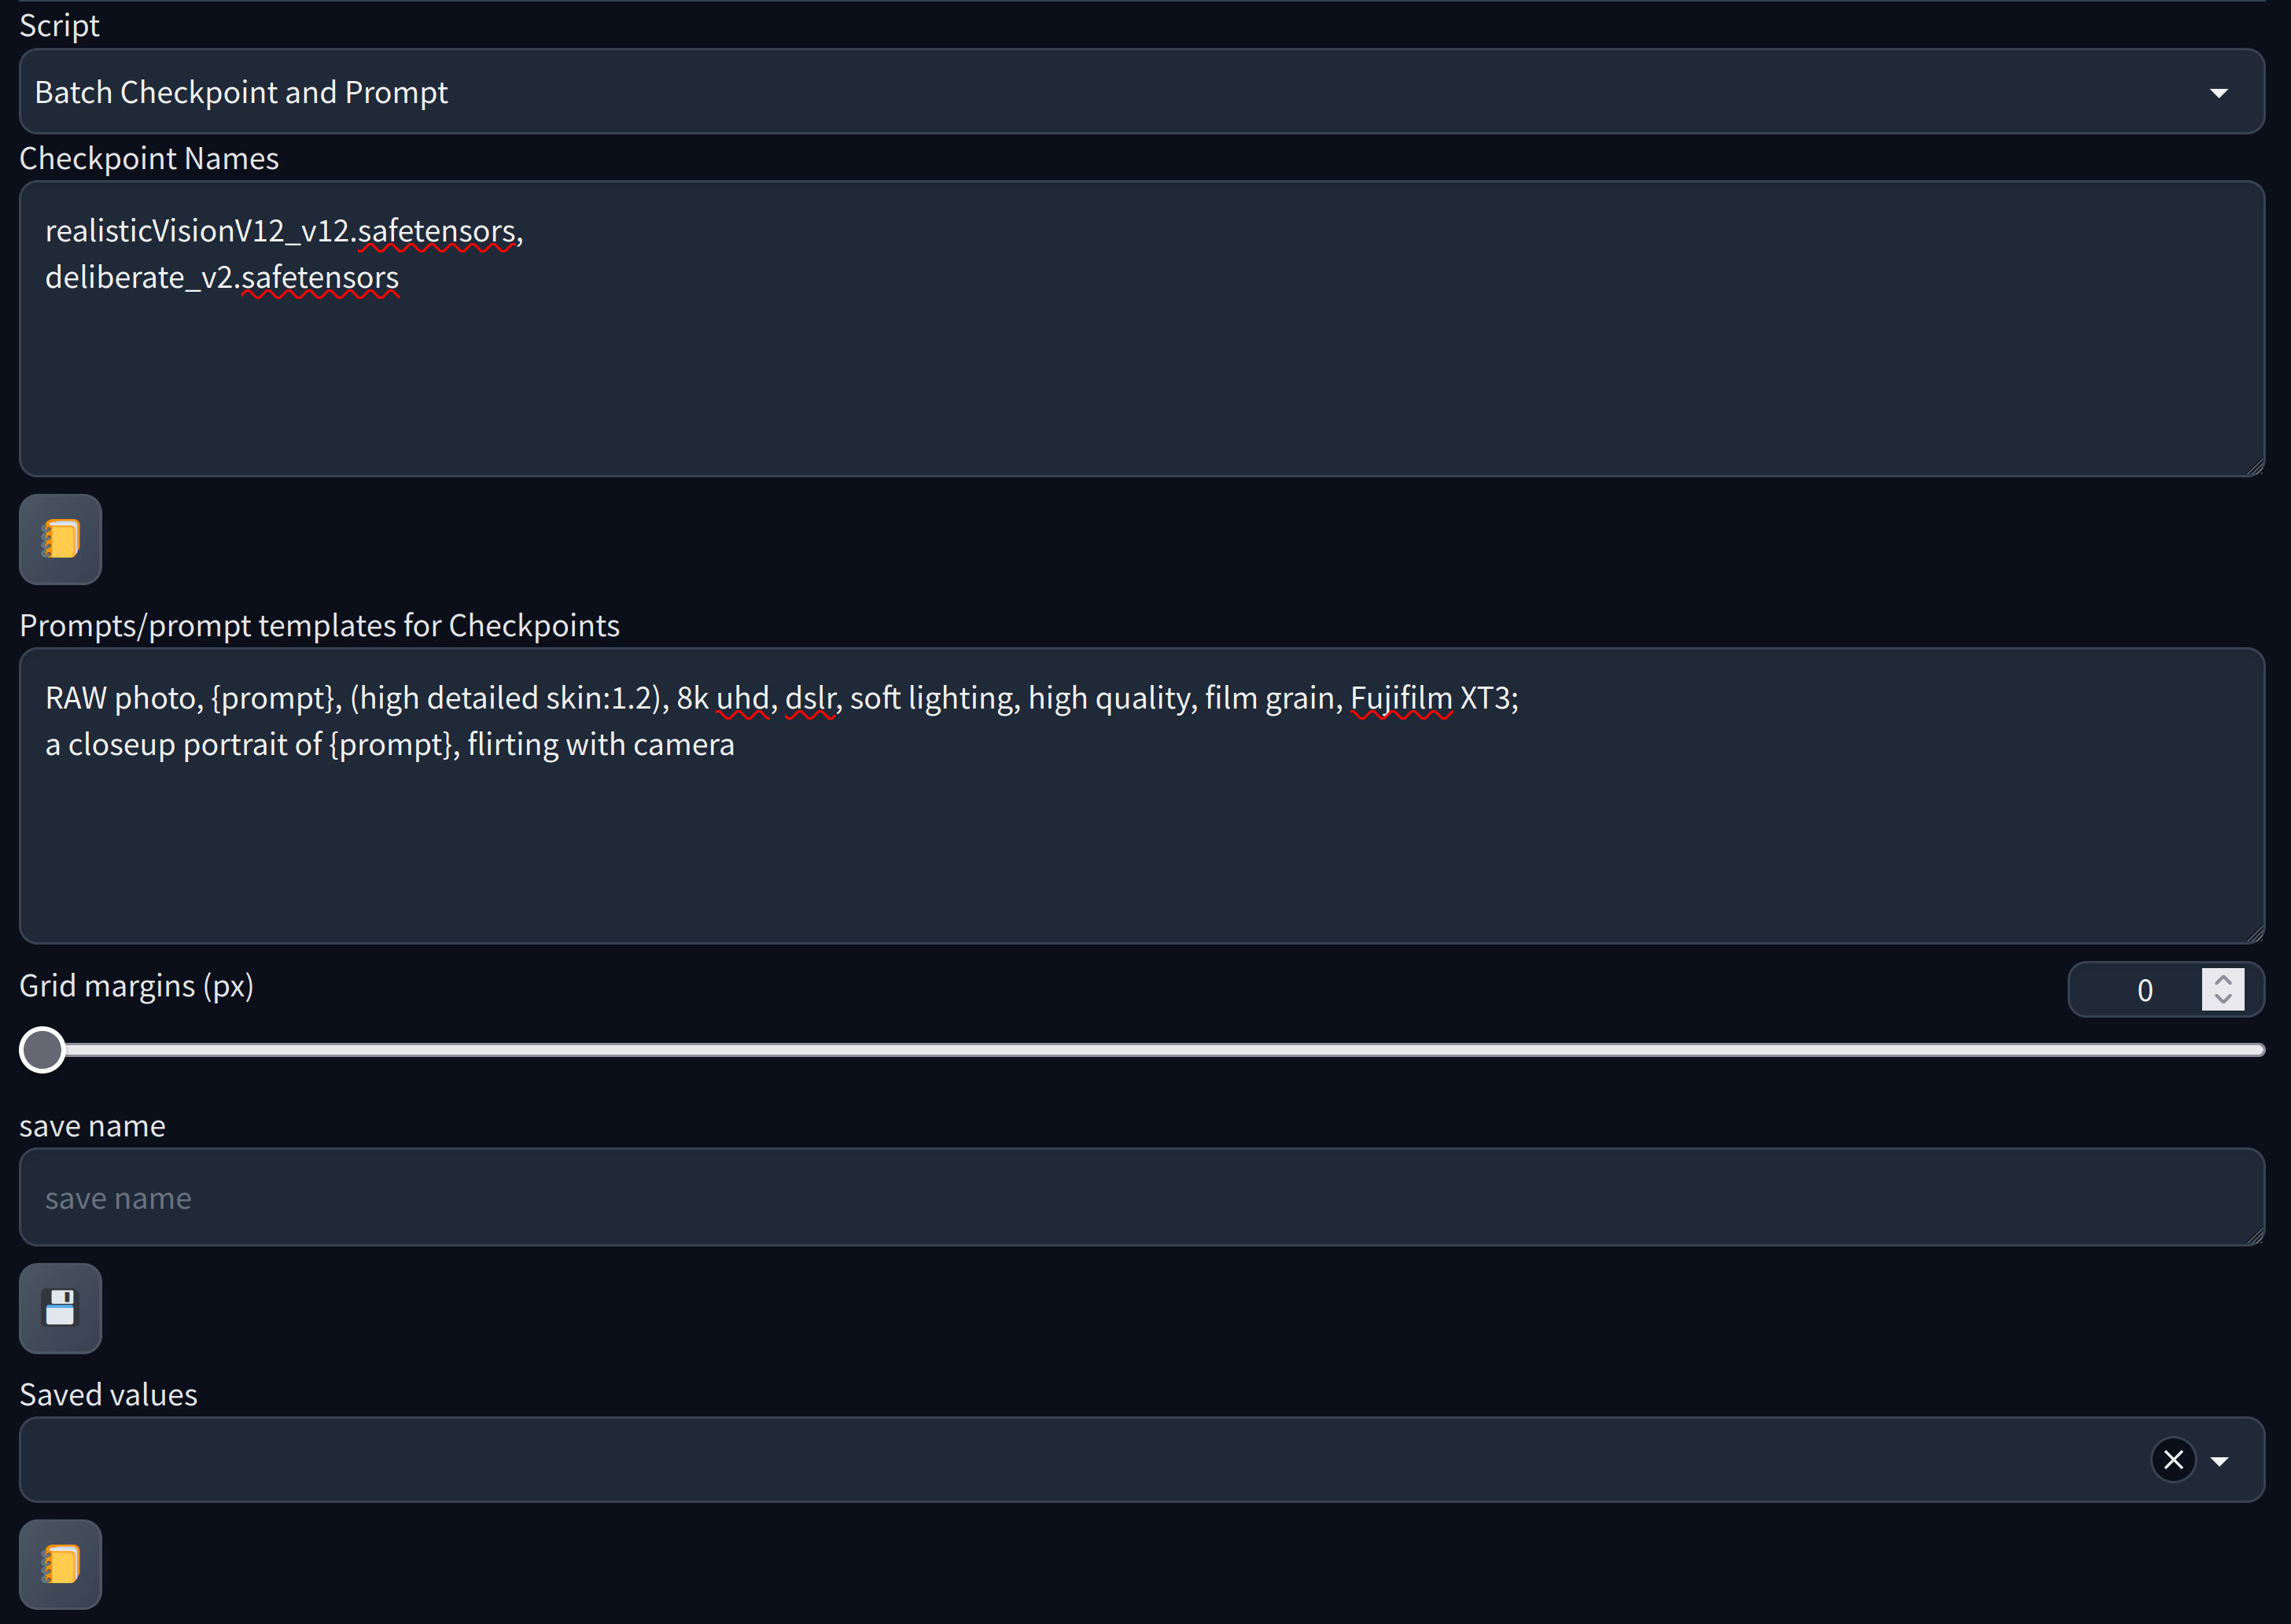 Script
Batch Checkpoint and Prompt
Checkpoint Names
realisticVisionV12_v12.safetensors,
deliberate_v2.safetensors
Prompts/prompt templates for Checkpoints
RAW photo, {prompt}, (high detailed skin:1.2), 8k uhd, dslr, soft lighting, high quality, film grain, Fujifilm XT3;
a closeup portrait of {prompt}, flirting with camera
Grid margins (px)
0
save name
save name
Saved values